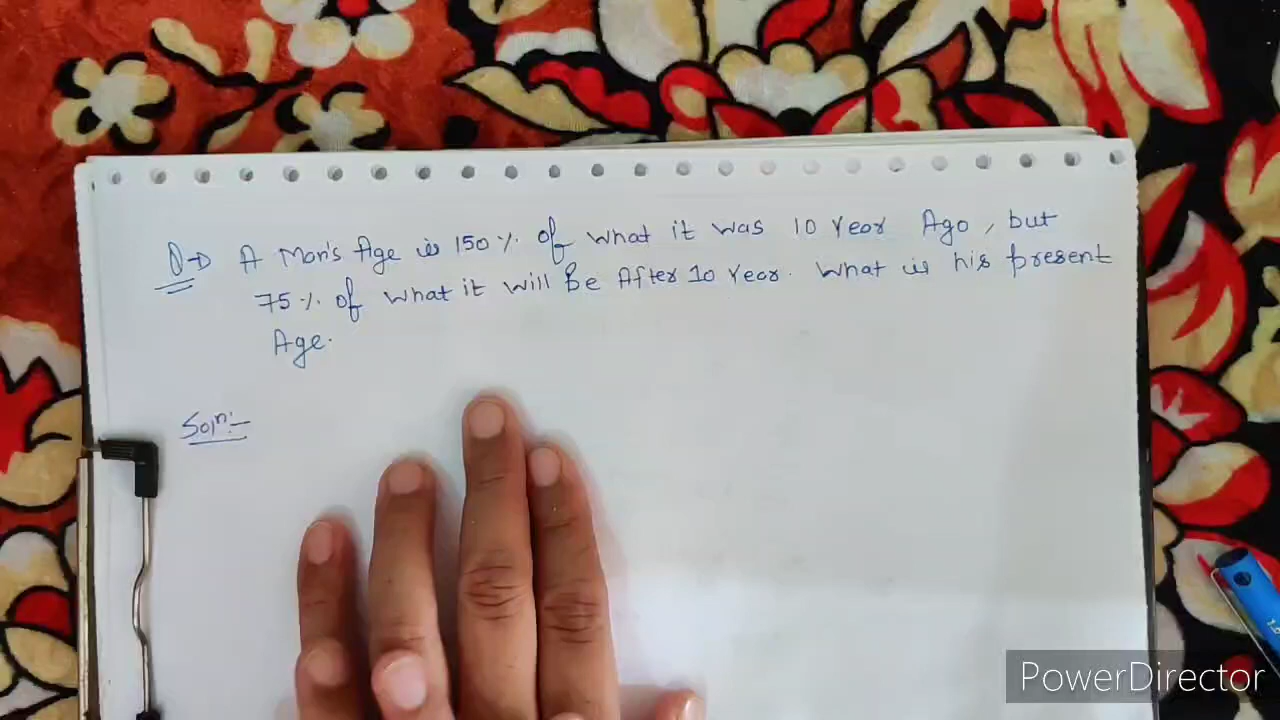 Q→ A Man's Age is 150% of what it was 10 Year Ago, but
75% of what it will Be After 10 Year. What is his present
Age.
Soln:-
PowerDirector